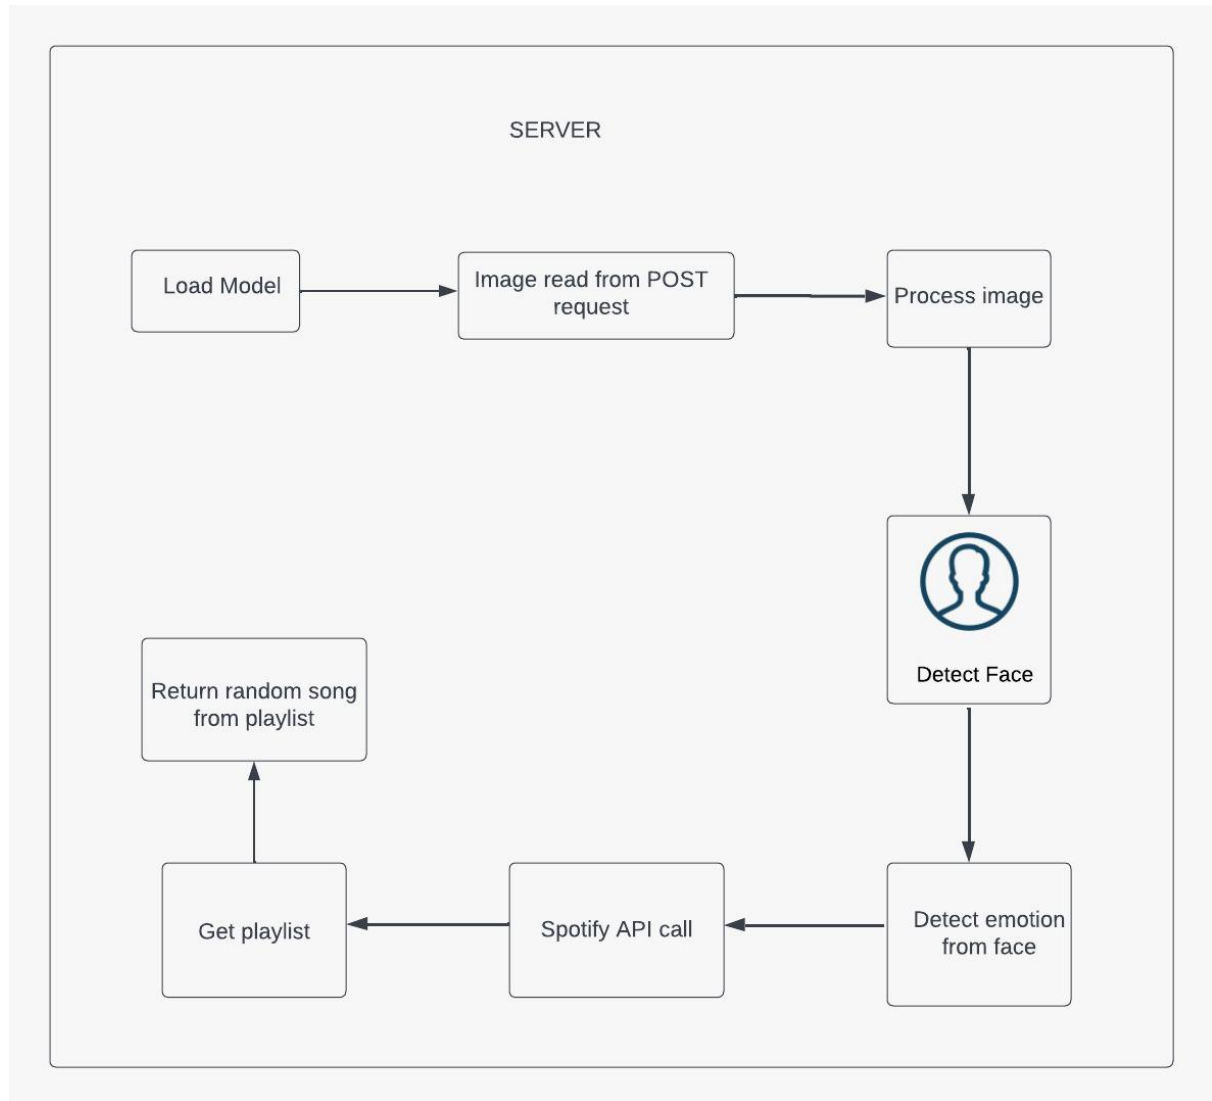 SERVER
Load Model
Image read from POST
request
Process image
Detect Face
Detect emotion
from face
Spotify API call
Get playlist
Return random song
from playlist